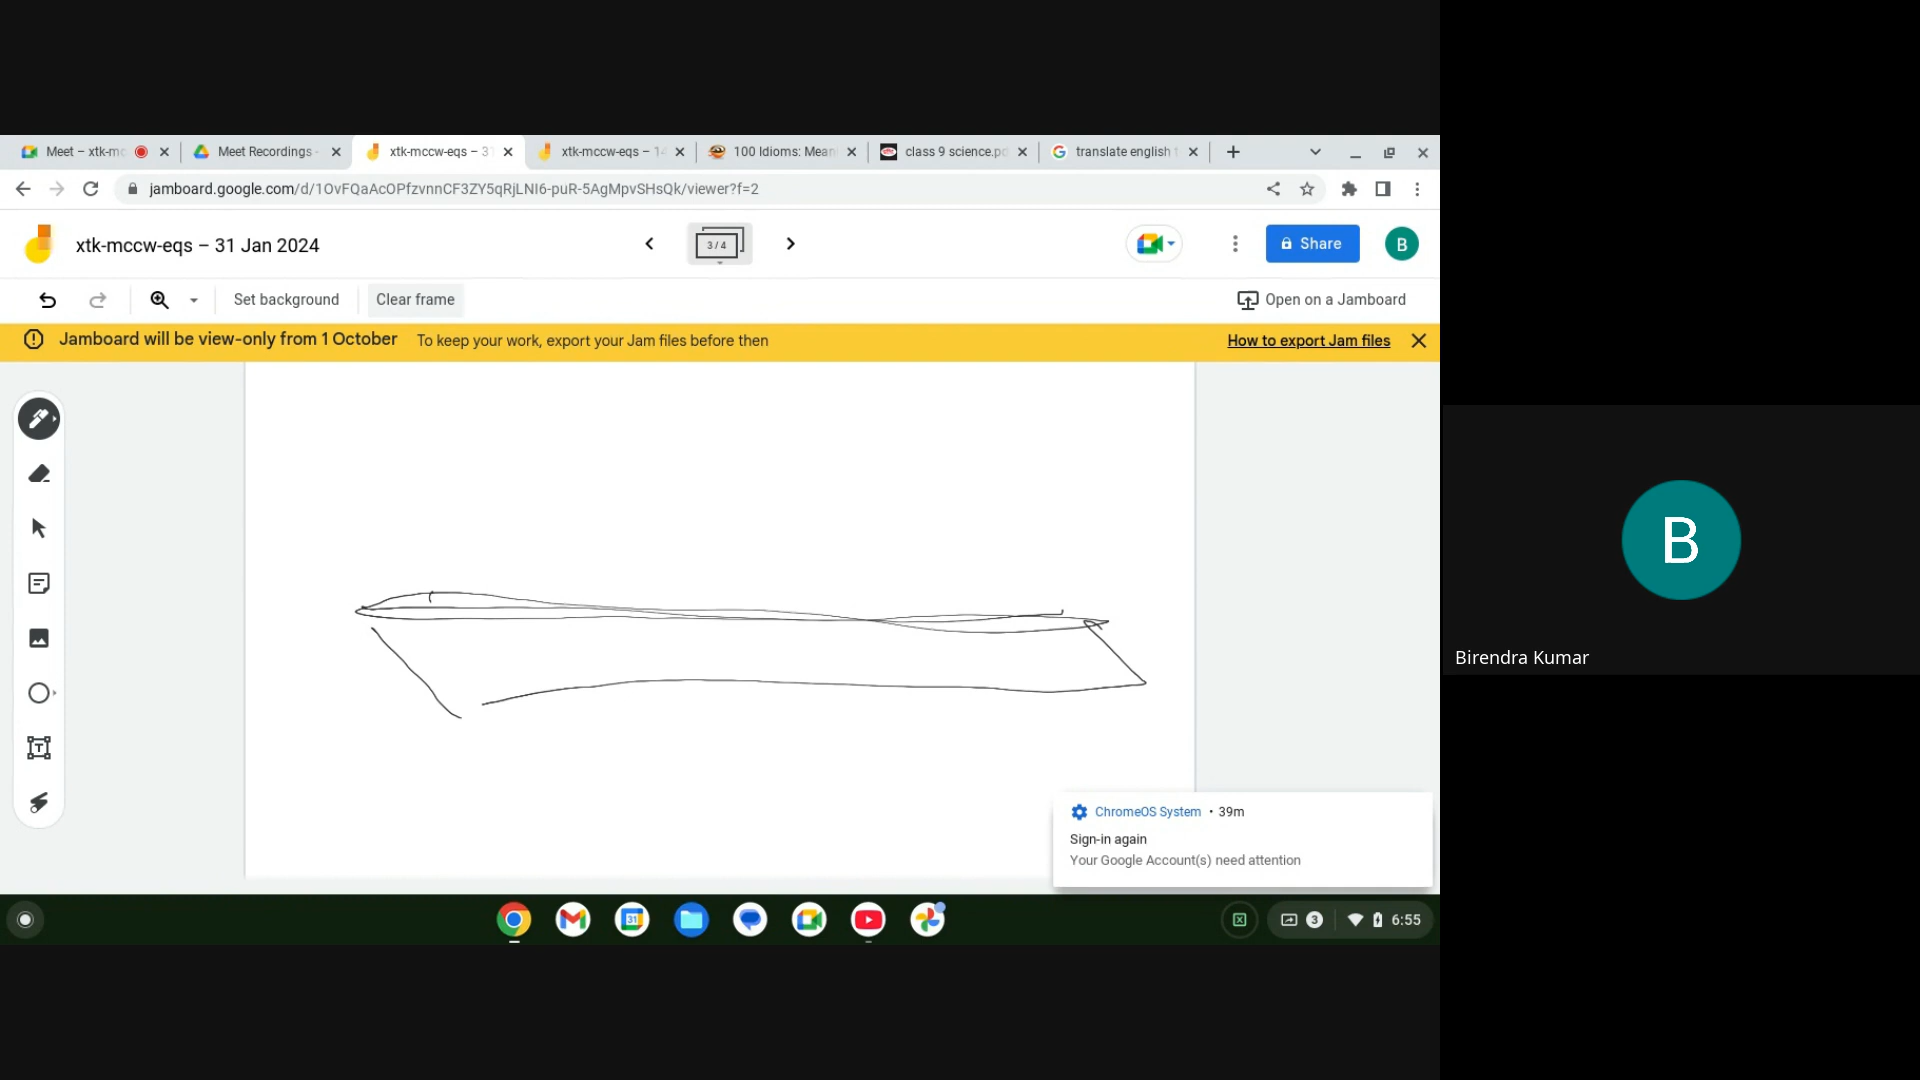 Meet – xtk-mc
Meet Recordings -
xtk-mccw-eqs – 31
xtk-mccw-eqs – 14
100 Idioms: Mean
class 9 science.pd
translate english t
jamboard.google.com/d/1OvFQaAcOPfzvnnCF3ZY5qRjLNI6-puR-5AgMpvSHsQk/viewer?f=2
xtk-mccw-eqs – 31 Jan 2024
3 / 4
Share
B
Set background
Clear frame
Open on a Jamboard
Jamboard will be view-only from 1 October To keep your work, export your Jam files before then
How to export Jam files
B
Birendra Kumar
ChromeOS System • 39m
Sign-in again
Your Google Account(s) need attention
31
3
6:55